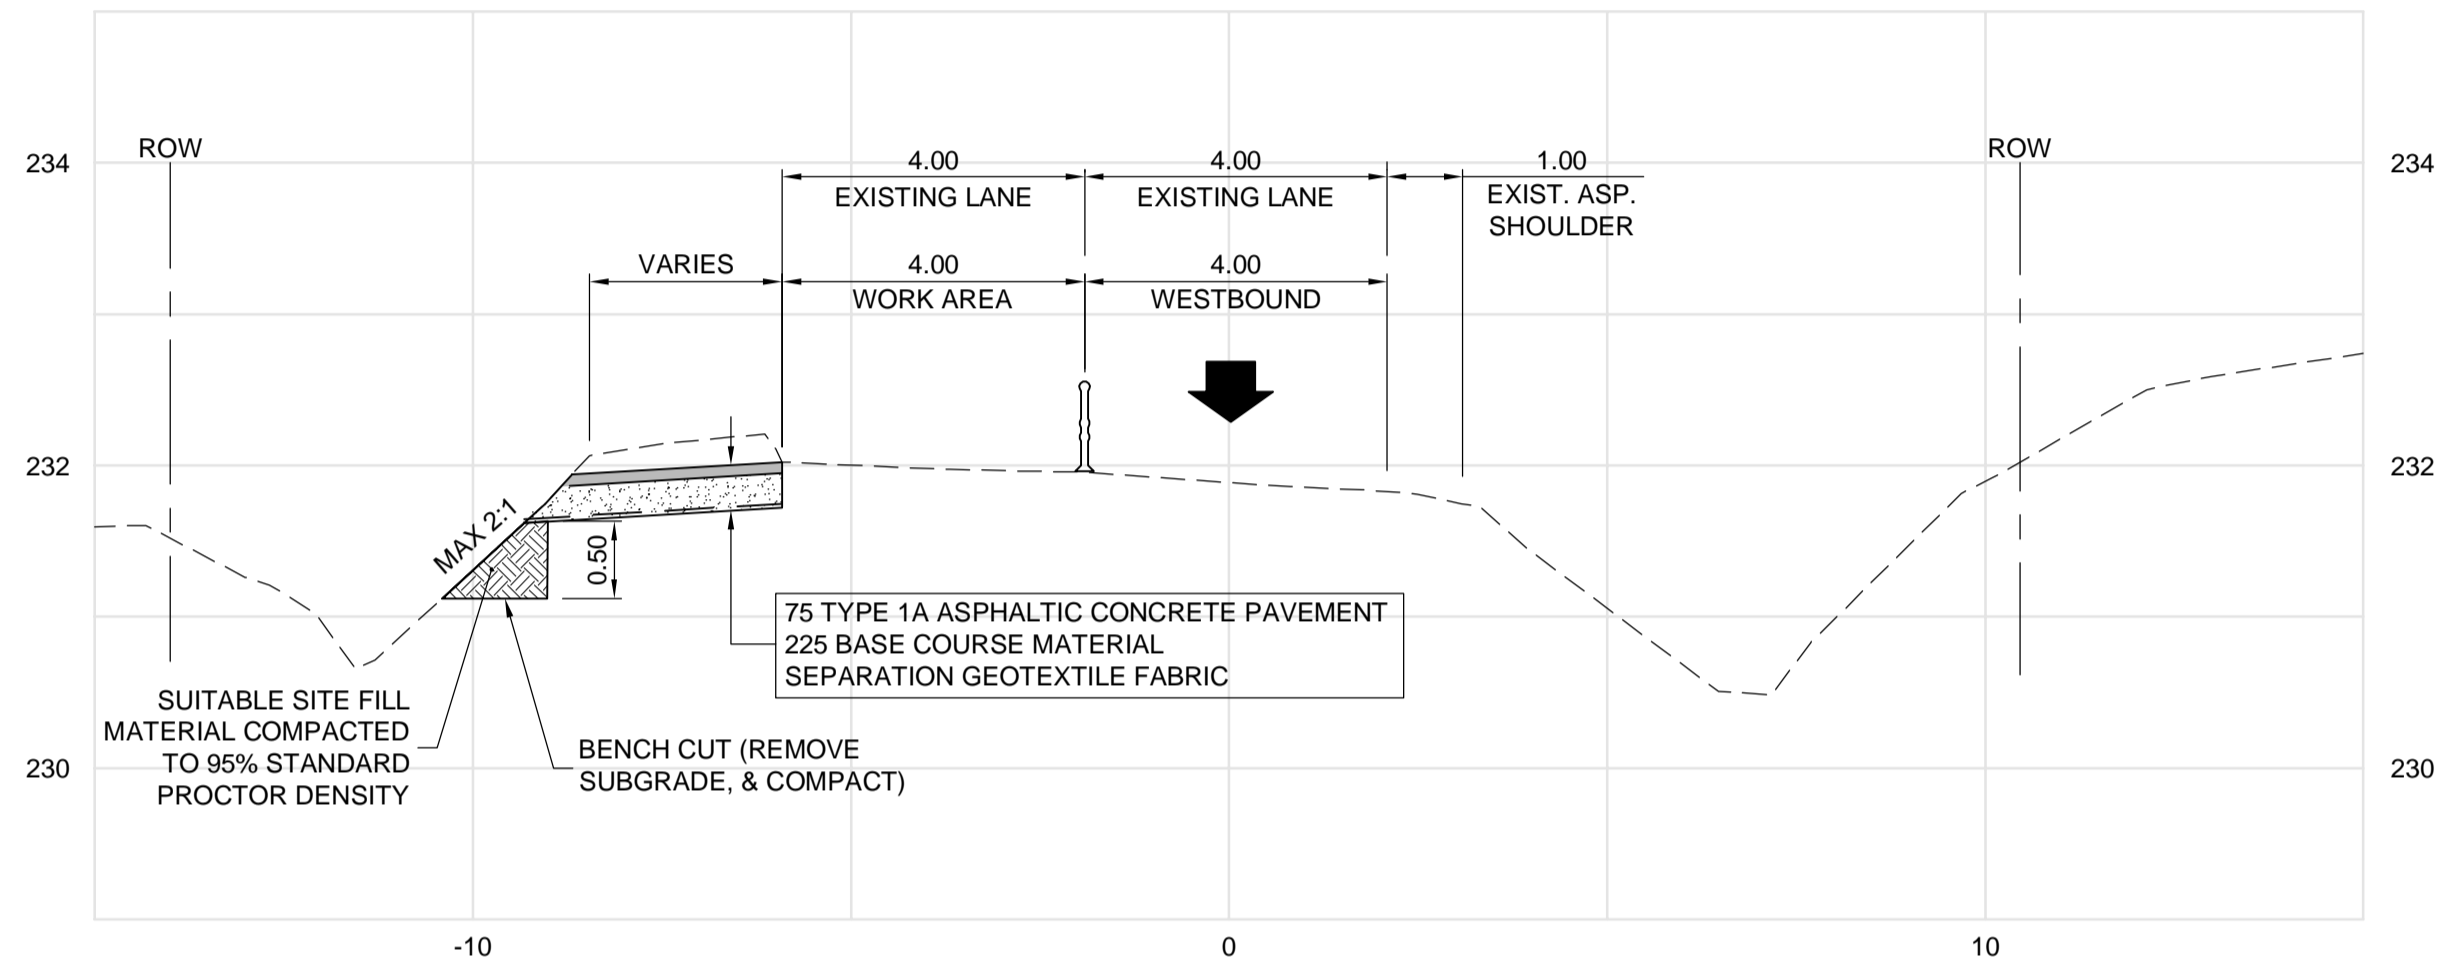 ROW
ROW
234
234
4.00
4.00
1.00
EXISTING LANE
EXISTING LANE
EXIST. ASP.
SHOULDER
VARIES
4.00
4.00
WORK AREA
WESTBOUND
232
232
MAX 2:1
0.50
75 TYPE 1A ASPHALTIC CONCRETE PAVEMENT
225 BASE COURSE MATERIAL
SEPARATION GEOTEXTILE FABRIC
SUITABLE SITE FILL
MATERIAL COMPACTED
TO 95% STANDARD
PROCTOR DENSITY
BENCH CUT (REMOVE
SUBGRADE, & COMPACT)
230
230
-10
0
10